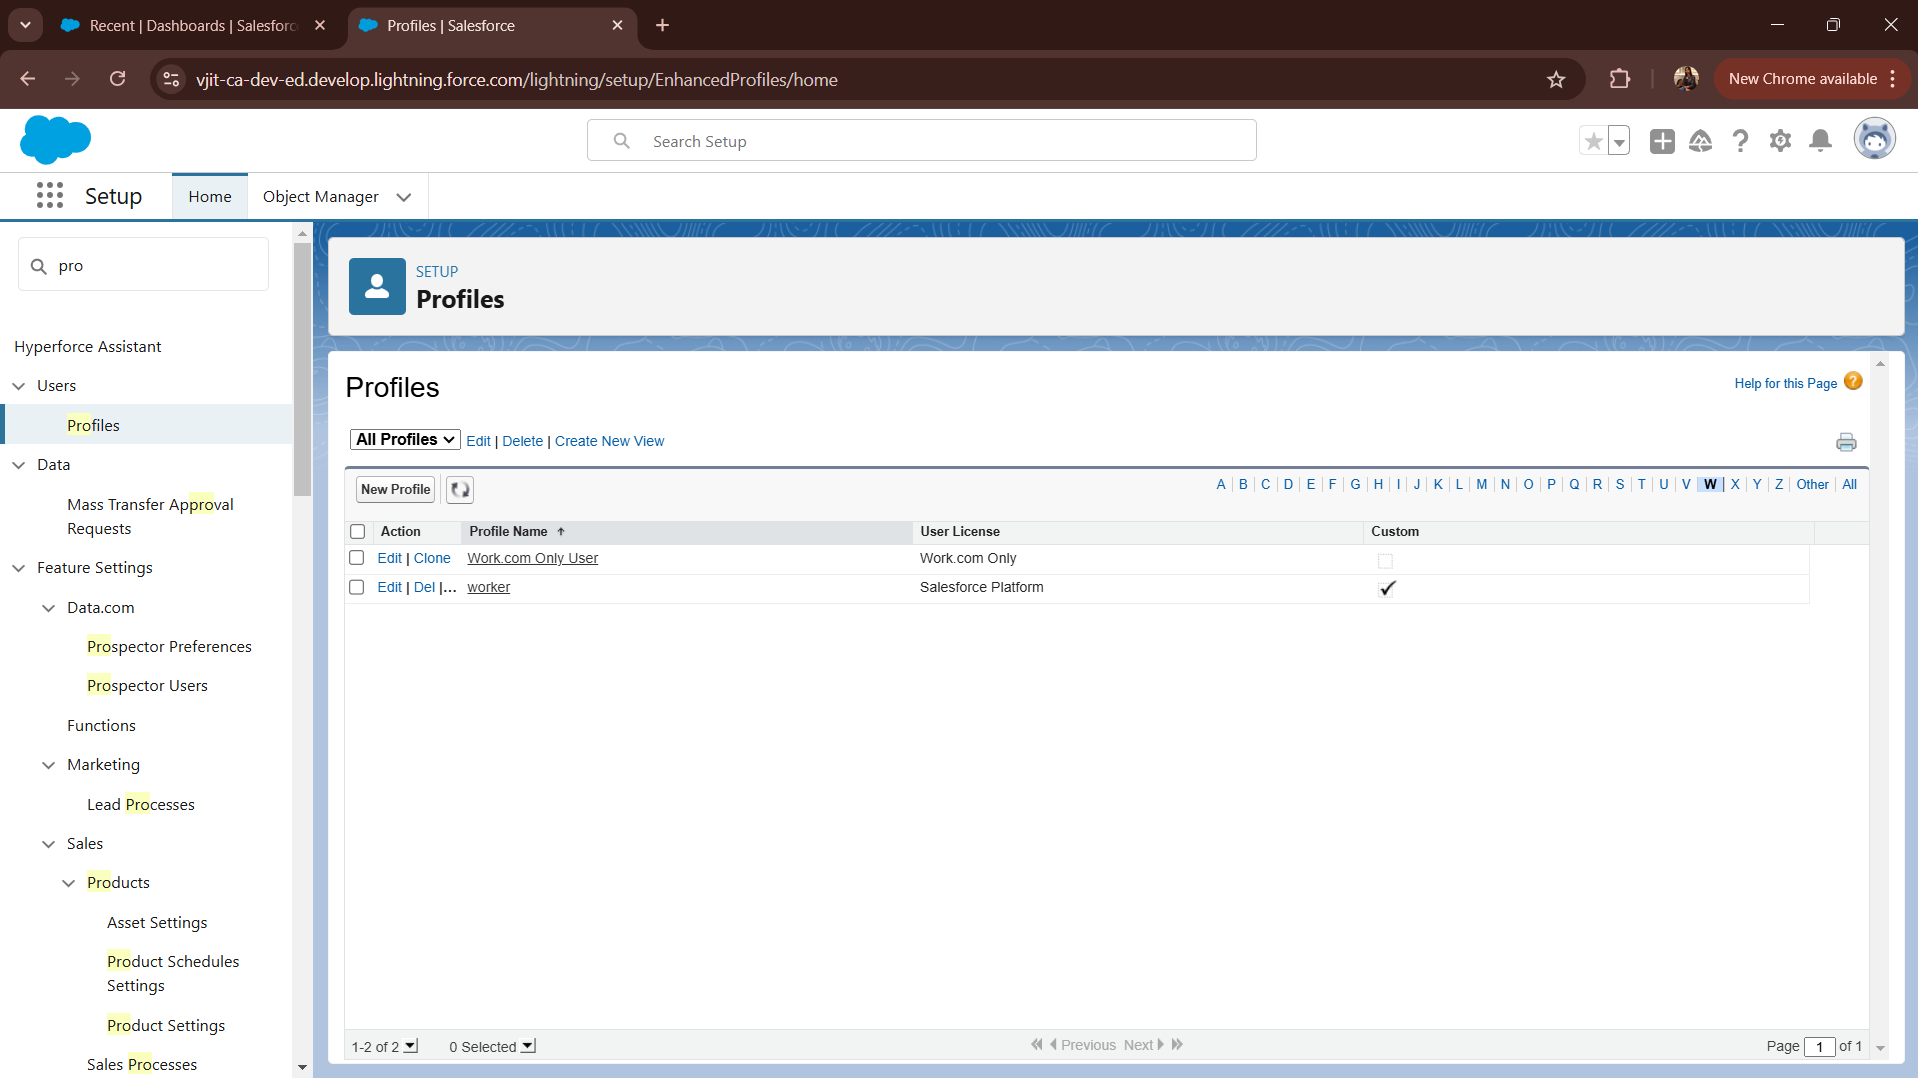 Recent | Dashboards | Salesforc
Profiles | Salesforce
vjit-ca-dev-ed.develop.lightning.force.com/lightning/setup/EnhancedProfiles/home
New Chrome available
Search Setup
Setup
Home
Object Manager
pro
Hyperforce Assistant
Users
Profiles
Data
Mass Transfer Approval
Requests
Feature Settings
Data.com
Prospector Preferences
Prospector Users
Functions
Marketing
Lead Processes
Sales
Products
Asset Settings
Product Schedules
Settings
Product Settings
Sales Processes
SETUP
Profiles
Profiles
Help for this Page ?
All Profiles Edit | Delete | Create New View
New Profile
A | B | C | D | E | F | G | H | I | J | K | L | M | N | O | P | Q | R | S | T | U | V | W | X | Y | Z | Other | All
Action Profile Name ↑ User License Custom
Edit | Clone Work.com Only User Work.com Only
Edit | Del |... worker Salesforce Platform ✓
1-2 of 2 0 Selected Previous Next Page 1 of 1